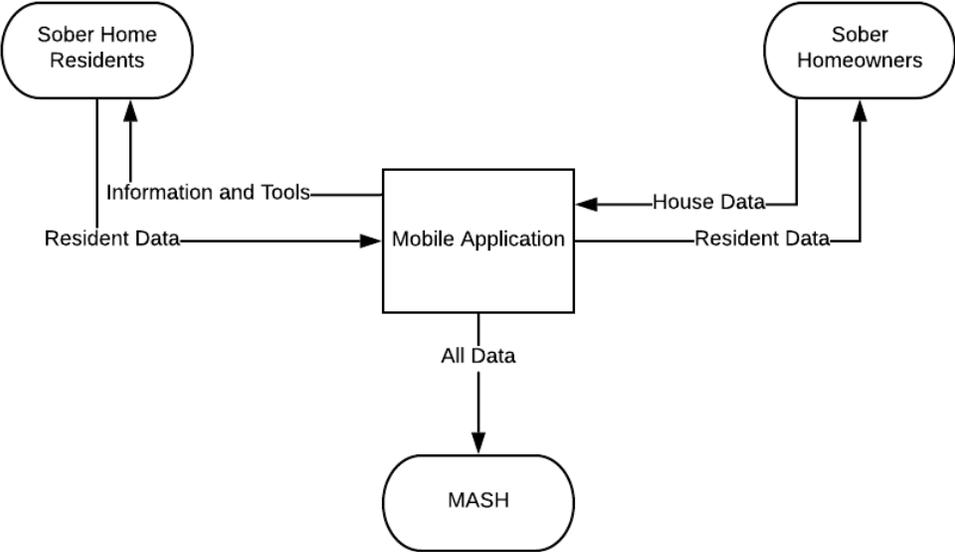 Sober Home
Residents
Sober
Homeowners
Information and Tools
House Data
Resident Data
Mobile Application
Resident Data
All Data
MASH